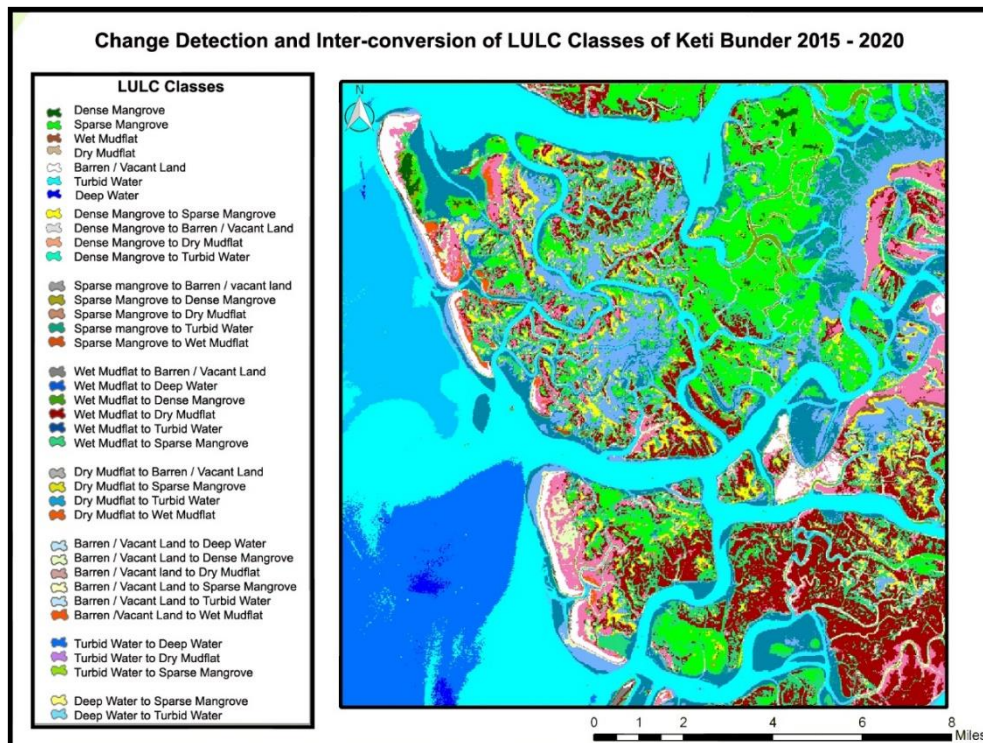 Change Detection and Inter-conversion of LULC Classes of Keti Bunder 2015 - 2020
LULC Classes
Dense Mangrove
Sparse Mangrove
Wet Mudflat
Dry Mudflat
Barren / Vacant Land
Turbid Water
Deep Water
Dense Mangrove to Sparse Mangrove
Dense Mangrove to Barren / Vacant Land
Dense Mangrove to Dry Mudflat
Dense Mangrove to Turbid Water
Sparse mangrove to Barren / vacant land
Sparse Mangrove to Dense Mangrove
Sparse Mangrove to Dry Mudflat
Sparse mangrove to Turbid Water
Sparse Mangrove to Wet Mudflat
Wet Mudflat to Barren / Vacant Land
Wet Mudflat to Deep Water
Wet Mudflat to Dense Mangrove
Wet Mudflat to Dry Mudflat
Wet Mudflat to Turbid Water
Wet Mudflat to Sparse Mangrove
Dry Mudflat to Barren / Vacant Land
Dry Mudflat to Sparse Mangrove
Dry Mudflat to Turbid Water
Dry Mudflat to Wet Mudflat
Barren / Vacant Land to Deep Water
Barren / Vacant Land to Dense Mangrove
Barren / Vacant land to Dry Mudflat
Barren / Vacant Land to Sparse Mangrove
Barren / Vacant Land to Turbid Water
Barren /Vacant Land to Wet Mudflat
Turbid Water to Deep Water
Turbid Water to Dry Mudflat
Turbid Water to Sparse Mangrove
Deep Water to Sparse Mangrove
Deep Water to Turbid Water
N
0 1 2 4 6 8
Miles